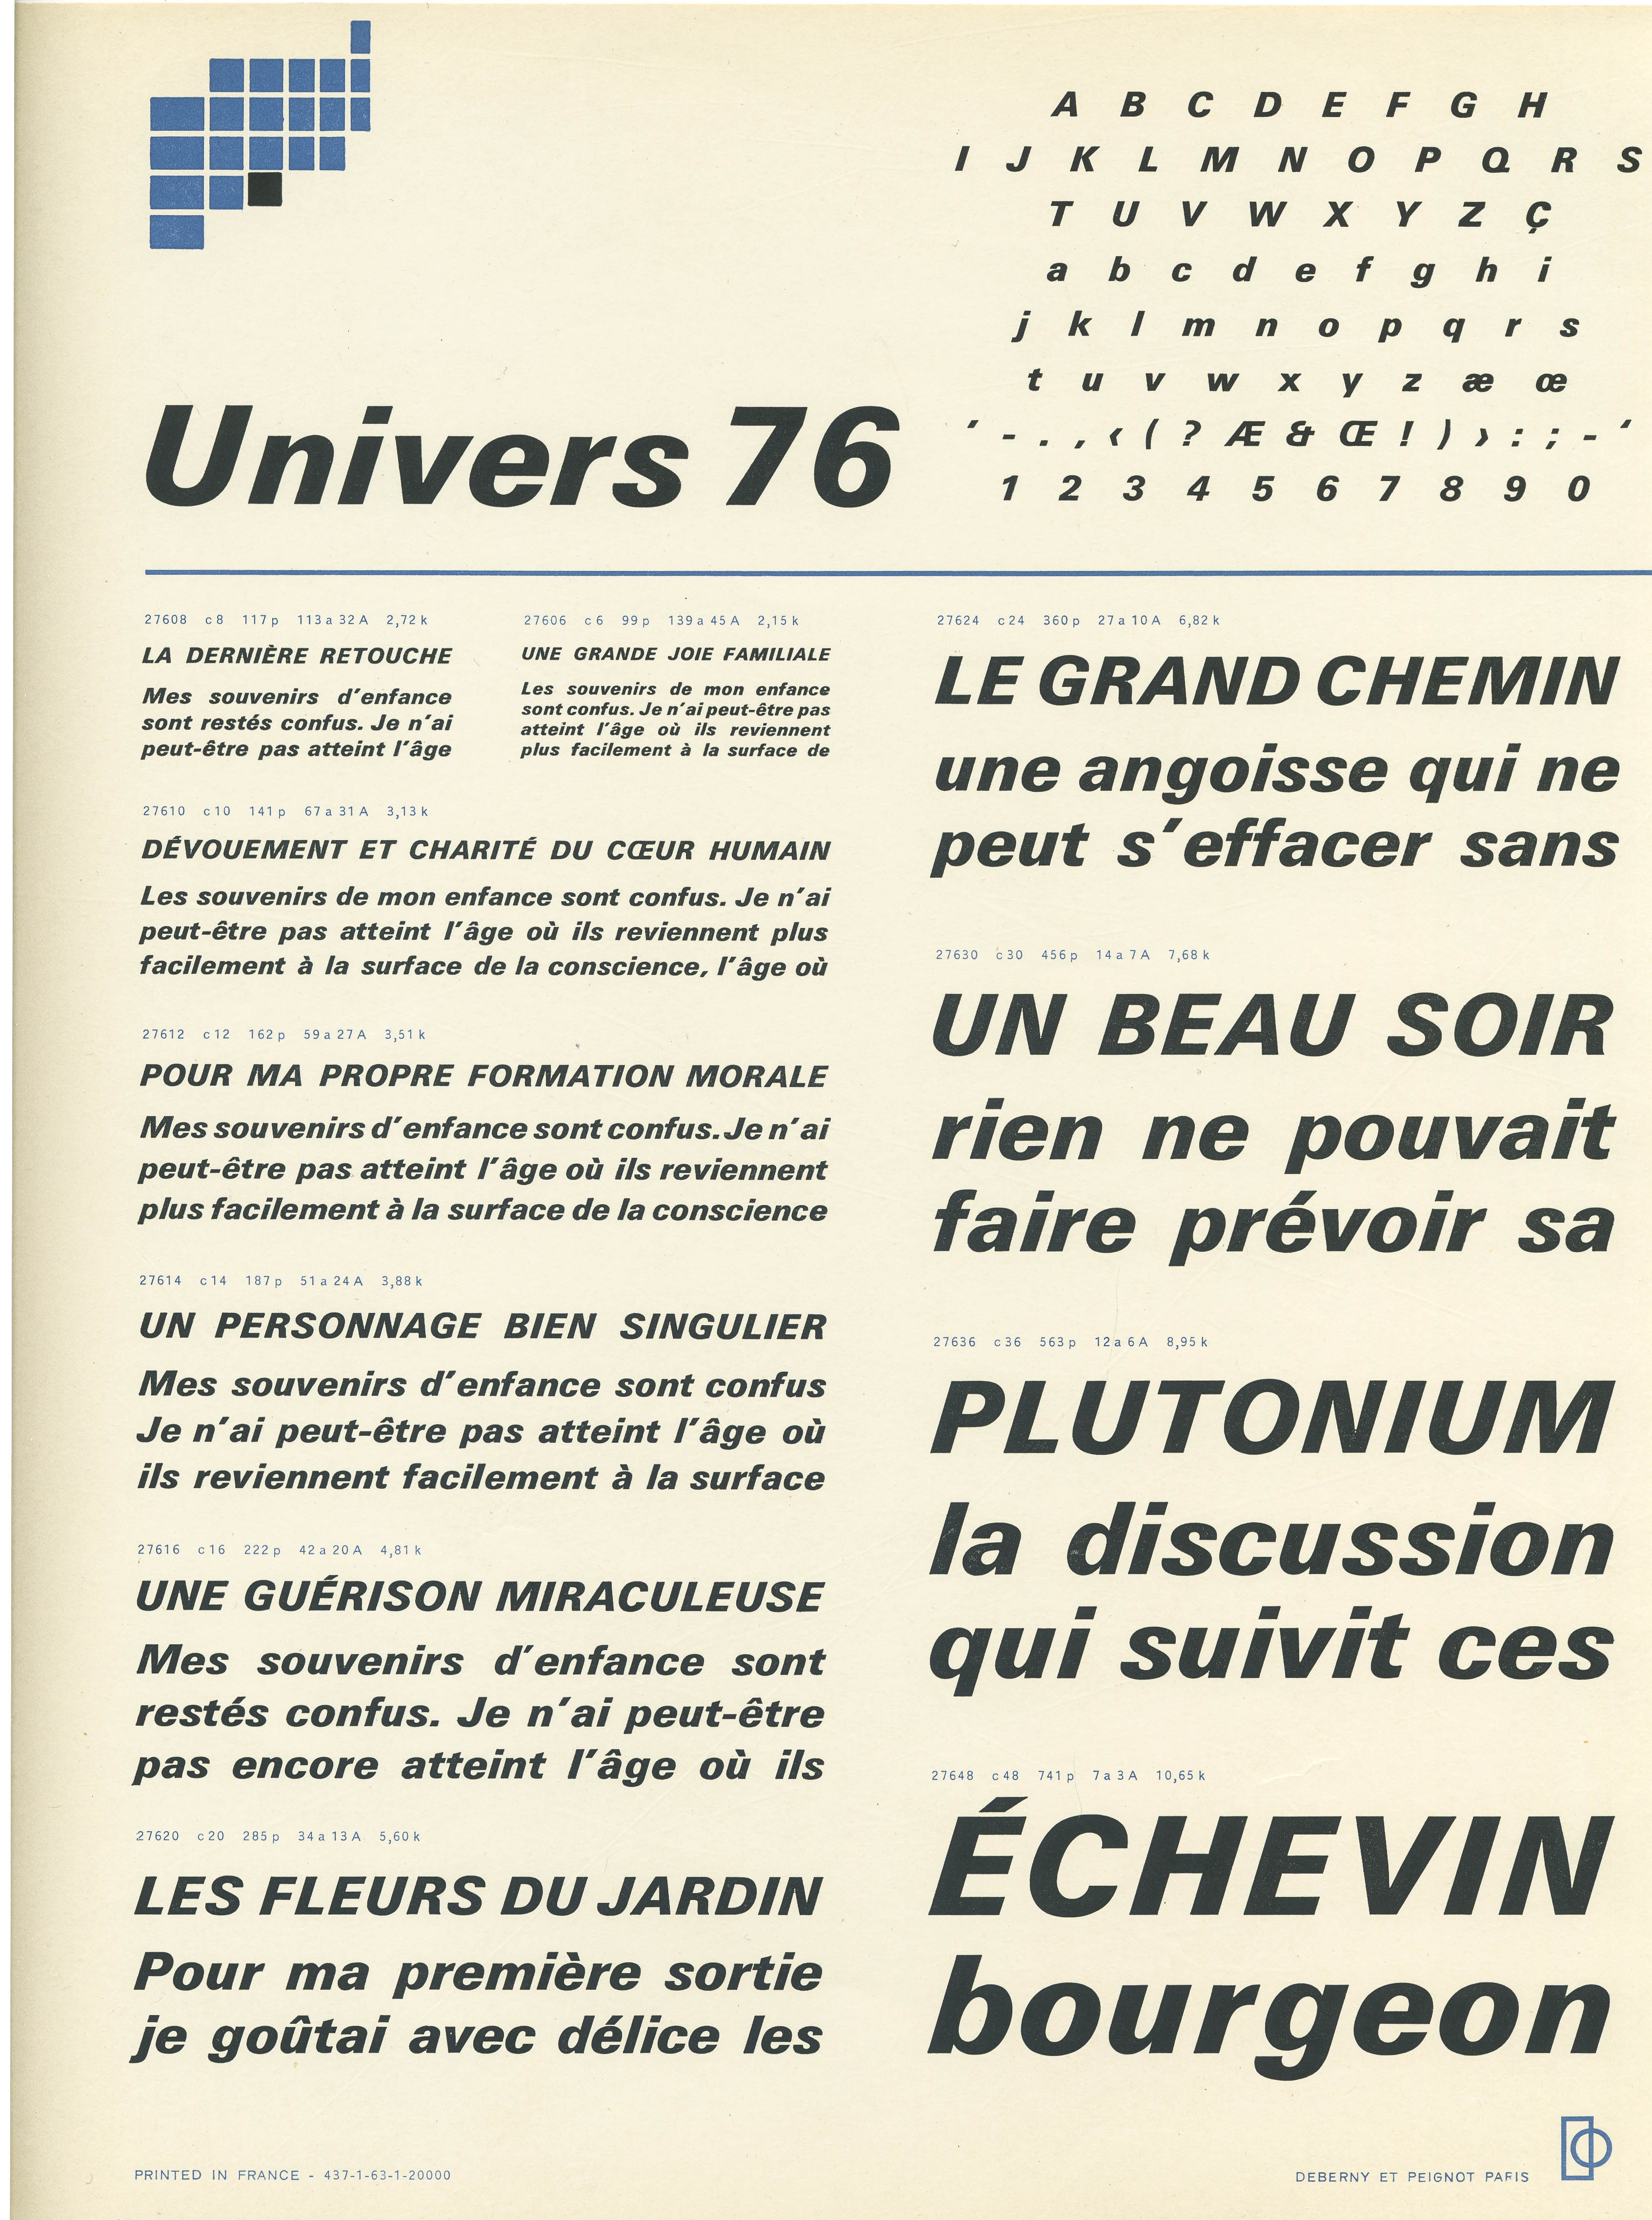 A B C D E F G H
I J K L M N O P Q R S
T U V W X Y Z Ç
a b c d e f g h i
j k l m n o p q r s
t u v w x y z æ œ
´ - . , ‹ ( ? Æ & Œ ! ) › : ; - ´
1 2 3 4 5 6 7 8 9 0
Univers 76
27608 c8 117p 113a32A 2,72k
LA DERNIÈRE RETOUCHE
Mes souvenirs d'enfance
sont restés confus. Je n'ai
peut-être pas atteint l'âge
27606 c6 99p 139a45A 2,15k
UNE GRANDE JOIE FAMILIALE
Les souvenirs de mon enfance
sont confus. Je n'ai peut-être pas
atteint l'âge où ils reviennent
plus facilement à la surface de
27610 c10 141p 67a31A 3,13k
DÉVOUEMENT ET CHARITÉ DU CŒUR HUMAIN
Les souvenirs de mon enfance sont confus. Je n'ai
peut-être pas atteint l'âge où ils reviennent plus
facilement à la surface de la conscience, l'âge où
27612 c12 162p 59a27A 3,51k
POUR MA PROPRE FORMATION MORALE
Mes souvenirs d'enfance sont confus. Je n'ai
peut-être pas atteint l'âge où ils reviennent
plus facilement à la surface de la conscience
27614 c14 187p 51a24A 3,88k
UN PERSONNAGE BIEN SINGULIER
Mes souvenirs d'enfance sont confus
Je n'ai peut-être pas atteint l'âge où
ils reviennent facilement à la surface
27616 c16 222p 42a20A 4,81k
UNE GUÉRISON MIRACULEUSE
Mes souvenirs d'enfance sont
restés confus. Je n'ai peut-être
pas encore atteint l'âge où ils
27620 c20 285p 34a13A 5,60k
LES FLEURS DU JARDIN
Pour ma première sortie
je goûtai avec délice les
27624 c24 360p 27a10A 6,82k
LE GRAND CHEMIN
une angoisse qui ne
peut s'effacer sans
27630 c30 456p 14a7A 7,68k
UN BEAU SOIR
rien ne pouvait
faire prévoir sa
27636 c36 563p 12a6A 8,95k
PLUTONIUM
la discussion
qui suivit ces
27648 c48 741p 7a3A 10,65k
ÉCHEVIN
bourgeon
PRINTED IN FRANCE - 437-1-63-1-20000
DEBERNY ET PEIGNOT PARIS